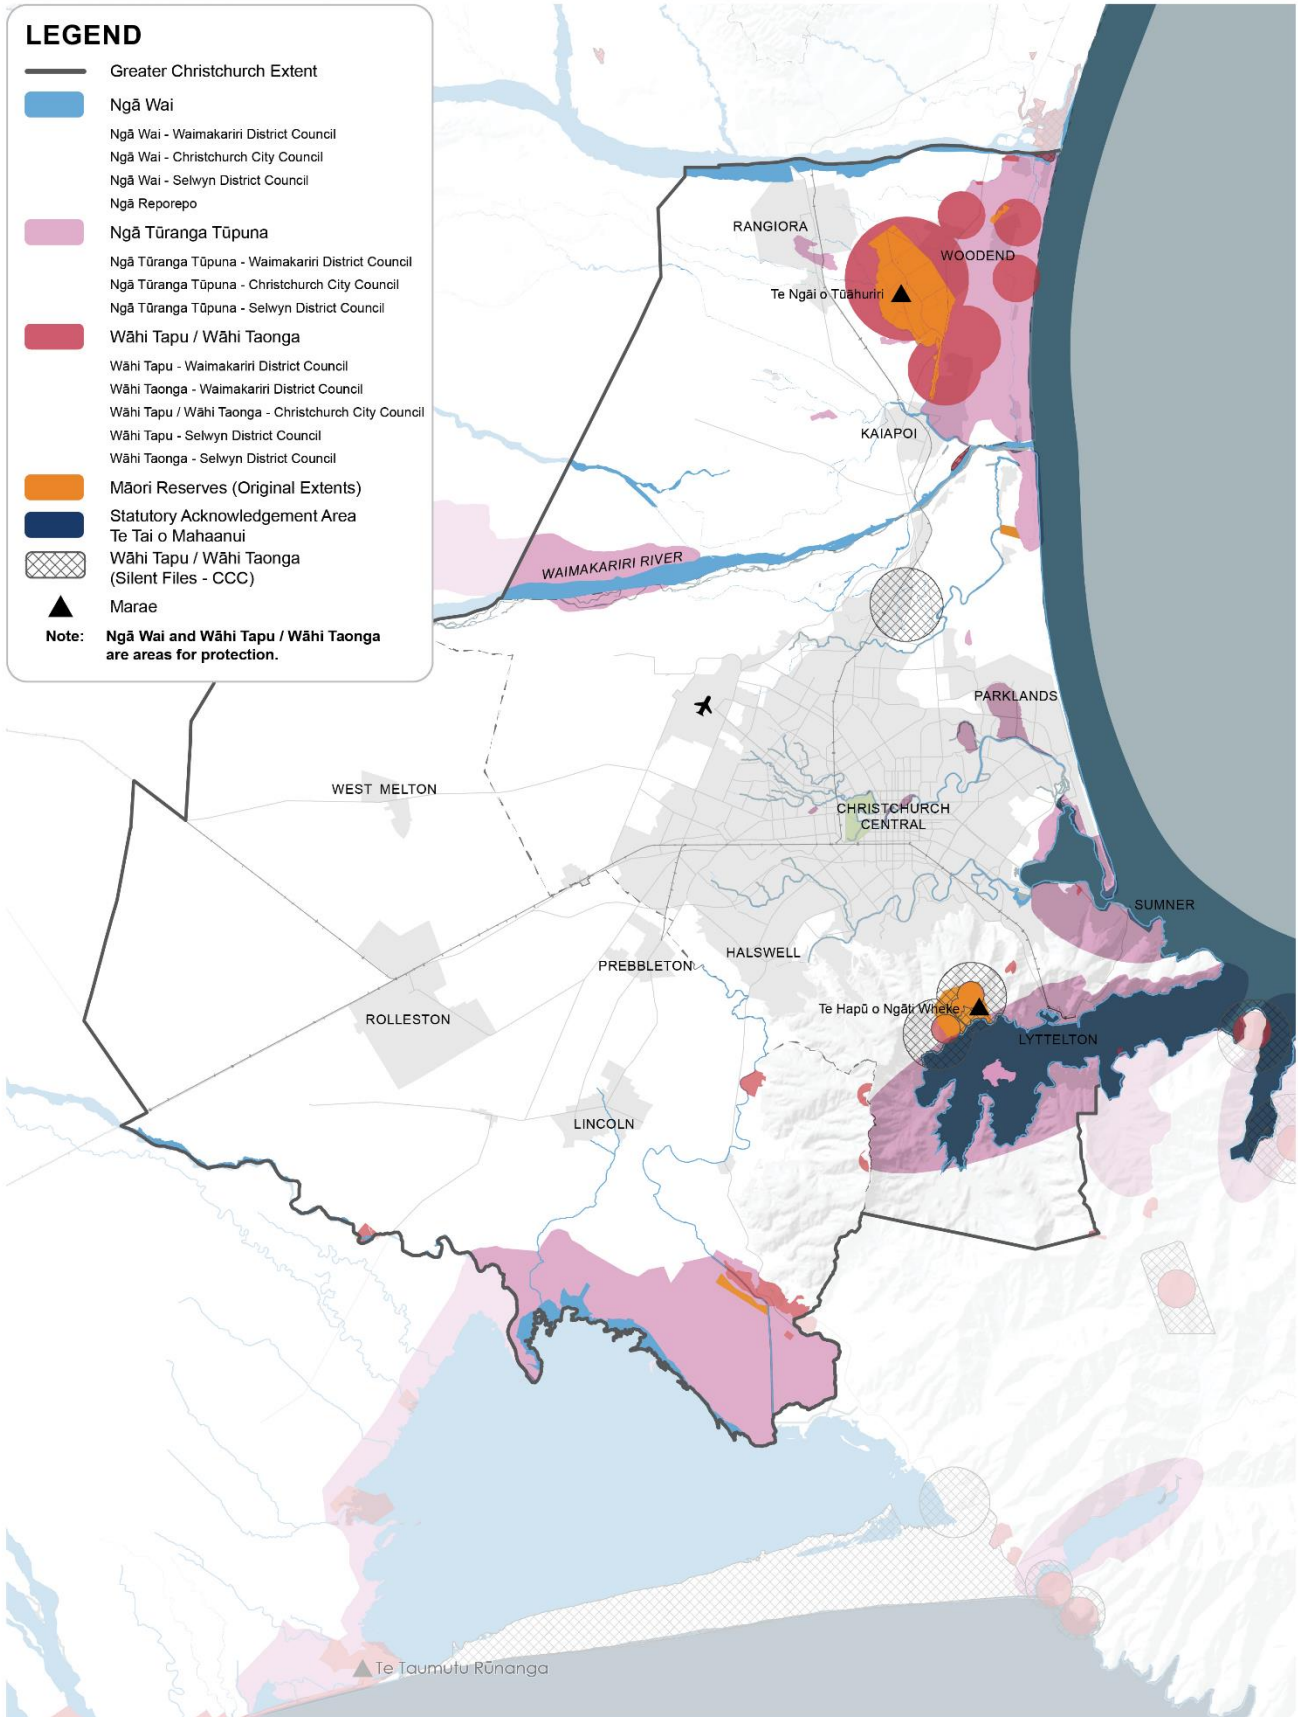 LEGEND
Greater Christchurch Extent
Ngā Wai
Ngā Wai - Waimakariri District Council
Ngā Wai - Christchurch City Council
Ngā Wai - Selwyn District Council
Ngā Reporepo
Ngā Tūranga Tūpuna
Ngā Tūranga Tūpuna - Waimakariri District Council
Ngā Tūranga Tūpuna - Christchurch City Council
Ngā Tūranga Tūpuna - Selwyn District Council
Wāhi Tapu / Wāhi Taonga
Wāhi Tapu - Waimakariri District Council
Wāhi Taonga - Waimakariri District Council
Wāhi Tapu / Wāhi Taonga - Christchurch City Council
Wāhi Tapu - Selwyn District Council
Wāhi Taonga - Selwyn District Council
Māori Reserves (Original Extents)
Statutory Acknowledgement Area
Te Tai o Mahaanui
Wāhi Tapu / Wāhi Taonga
(Silent Files - CCC)
Marae
Note: Ngā Wai and Wāhi Tapu / Wāhi Taonga
are areas for protection.
RANGIORA
WOODEND
Te Ngāi o Tūāhuriri
KAIAPOI
WAIMAKARIRI RIVER
PARKLANDS
WEST MELTON
CHRISTCHURCH
CENTRAL
SUMNER
HALSWELL
PREBBLETON
Te Hapū o Ngāti Wheke
ROLLESTON
LYTTELTON
LINCOLN
Te Taumutu Rūnanga